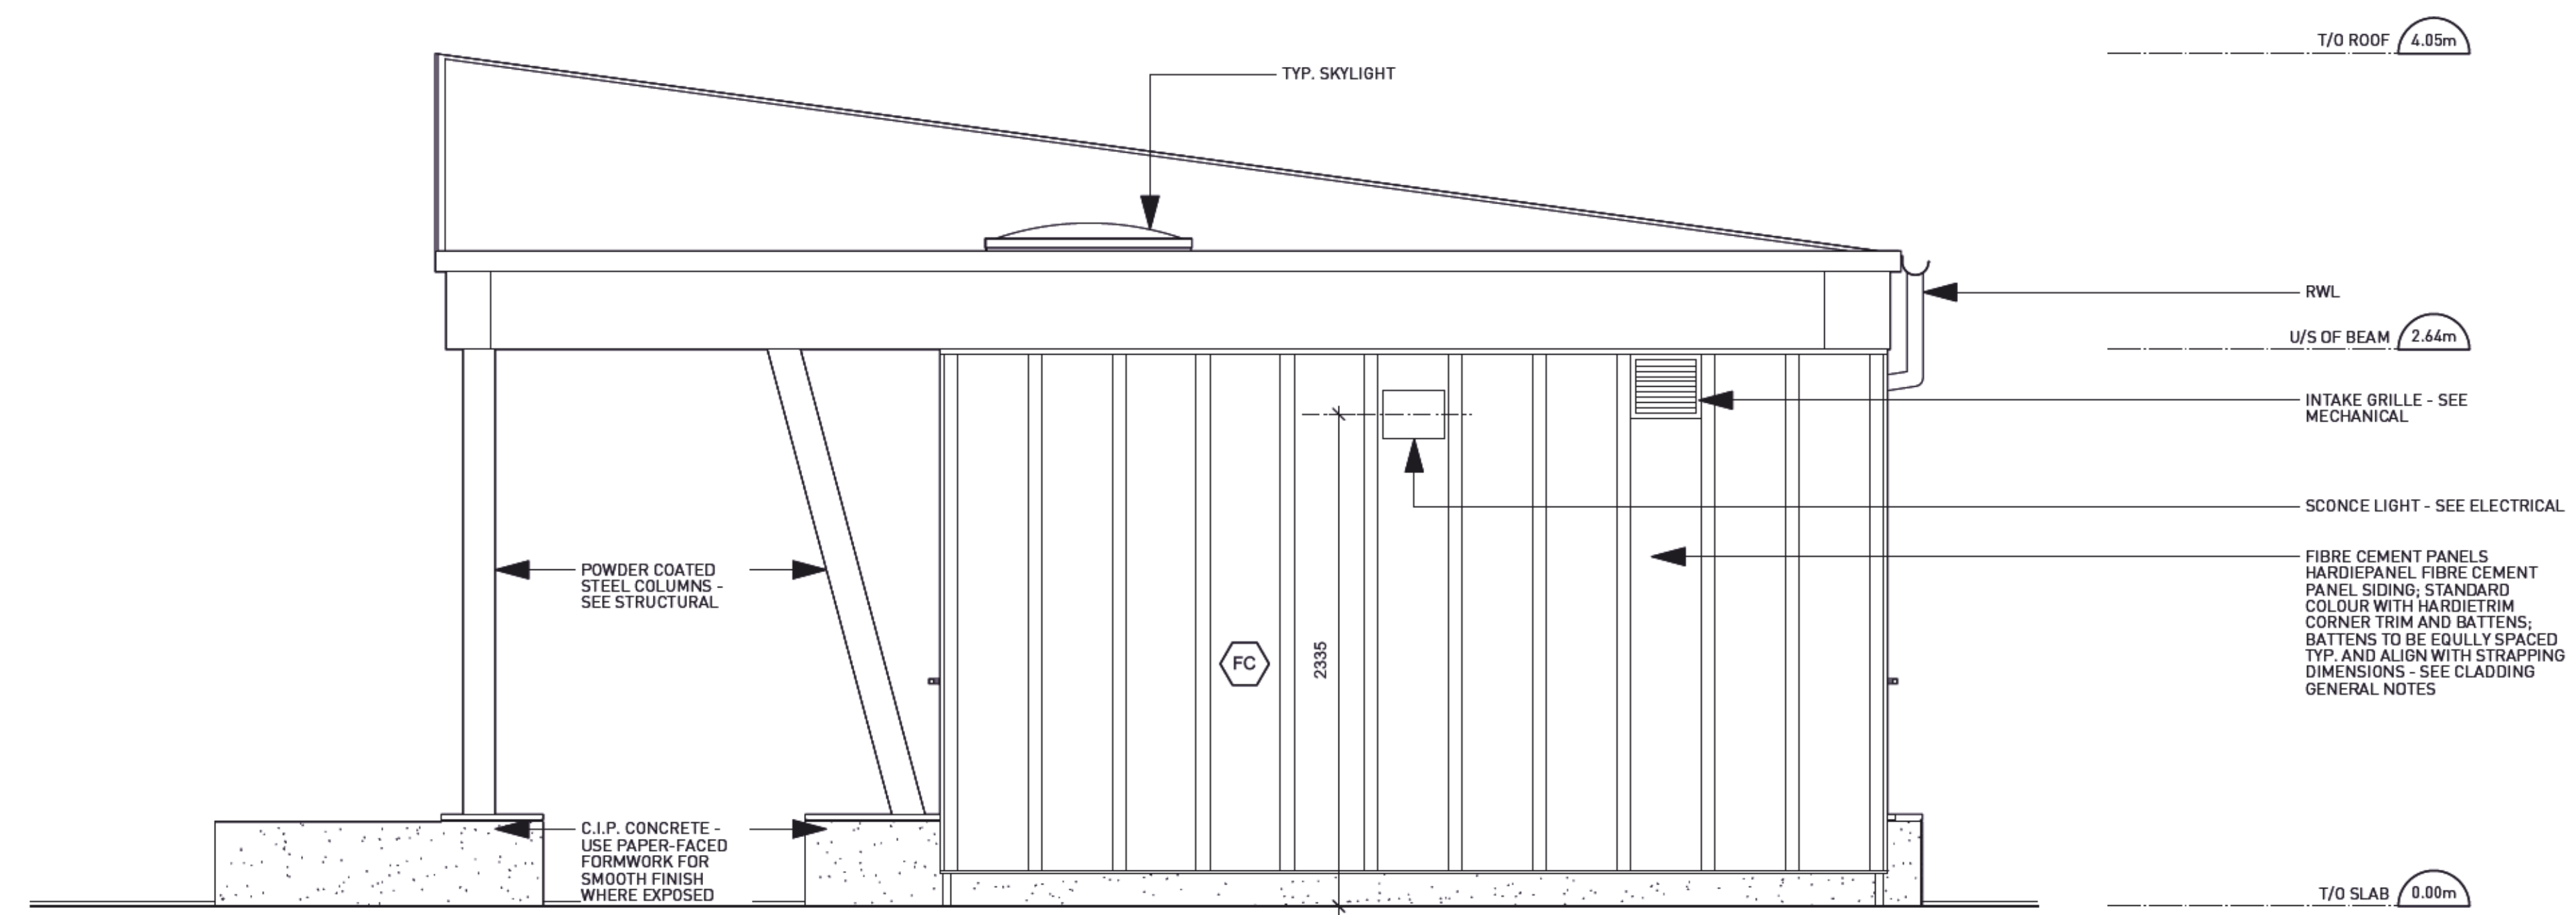 T/O ROOF 4.05m
TYP. SKYLIGHT
RWL
U/S OF BEAM 2.64m
INTAKE GRILLE - SEE
MECHANICAL
SCONCE LIGHT - SEE ELECTRICAL
POWDER COATED
STEEL COLUMNS -
SEE STRUCTURAL
FIBRE CEMENT PANELS
HARDIEPANEL FIBRE CEMENT
PANEL SIDING; STANDARD
COLOUR WITH HARDIETRIM
CORNER TRIM AND BATTENS;
BATTENS TO BE EQULLY SPACED
TYP. AND ALIGN WITH STRAPPING
DIMENSIONS - SEE CLADDING
GENERAL NOTES
FC
2335
C.I.P. CONCRETE -
USE PAPER-FACED
FORMWORK FOR
SMOOTH FINISH
WHERE EXPOSED
T/O SLAB 0.00m